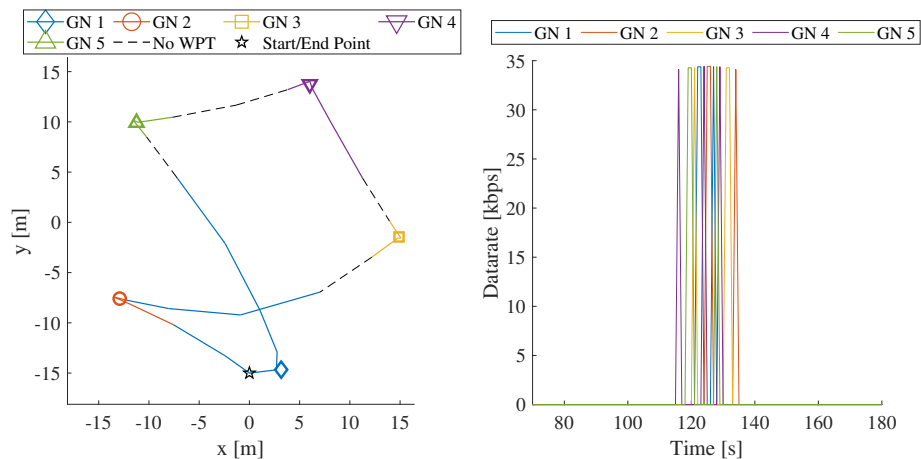 GN 1 GN 2 GN 3 GN 4
GN 5 No WPT Start/End Point
15
10
5
0
-5
-10
-15
y [m]
-15 -10 -5 0 5 10 15
x [m]
GN 1 GN 2 GN 3 GN 4 GN 5
35
30
25
20
15
10
5
0
Datarate [kbps]
80 100 120 140 160 180
Time [s]